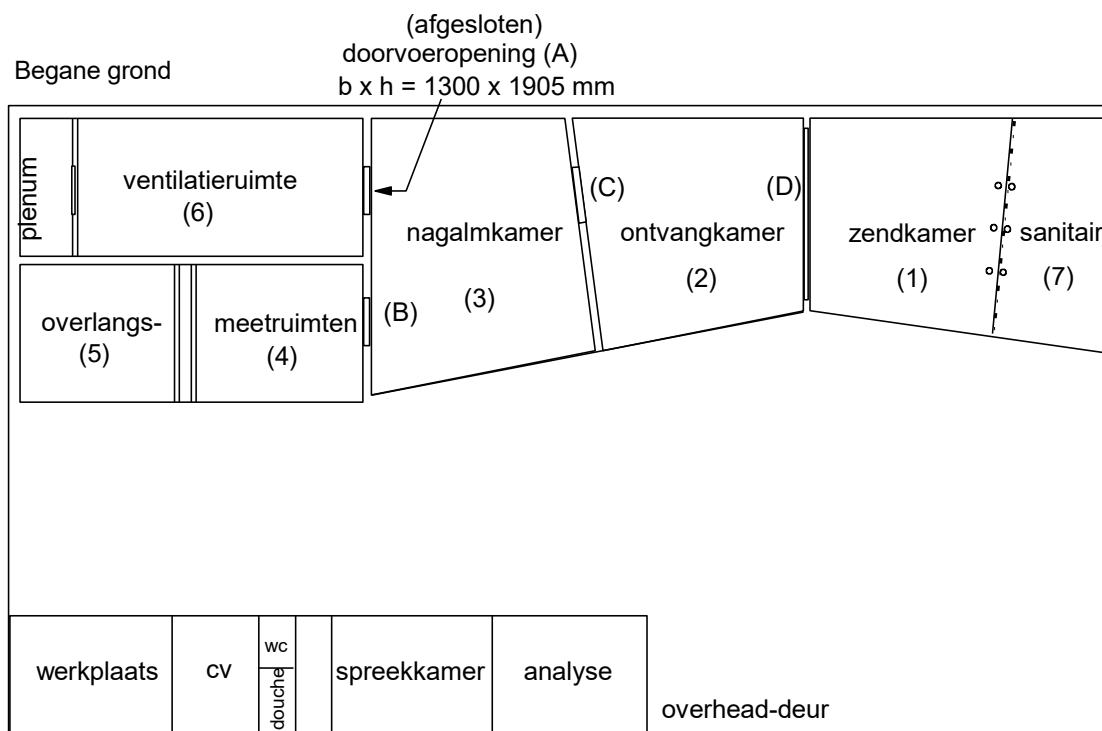 (afgesloten)
doorvoeropening (A)
b x h = 1300 x 1905 mm
Begane grond
plenum
ventilatieruimte
(6)
nagalmkamer
(3)
(C)
ontvangkamer
(2)
(D)
zendkamer
(1)
sanitair
(7)
overlangs-
(5)
meetruimten
(4)
(B)
werkplaats
cv
wc
douche
spreekkamer
analyse
overhead-deur